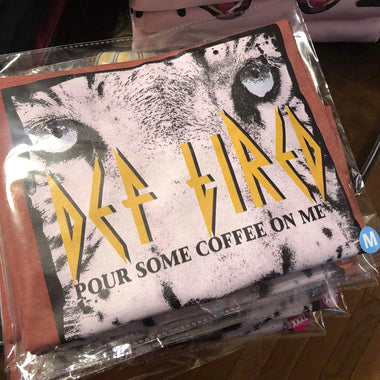 DEF TIRED
POUR SOME COFFEE ON ME
M